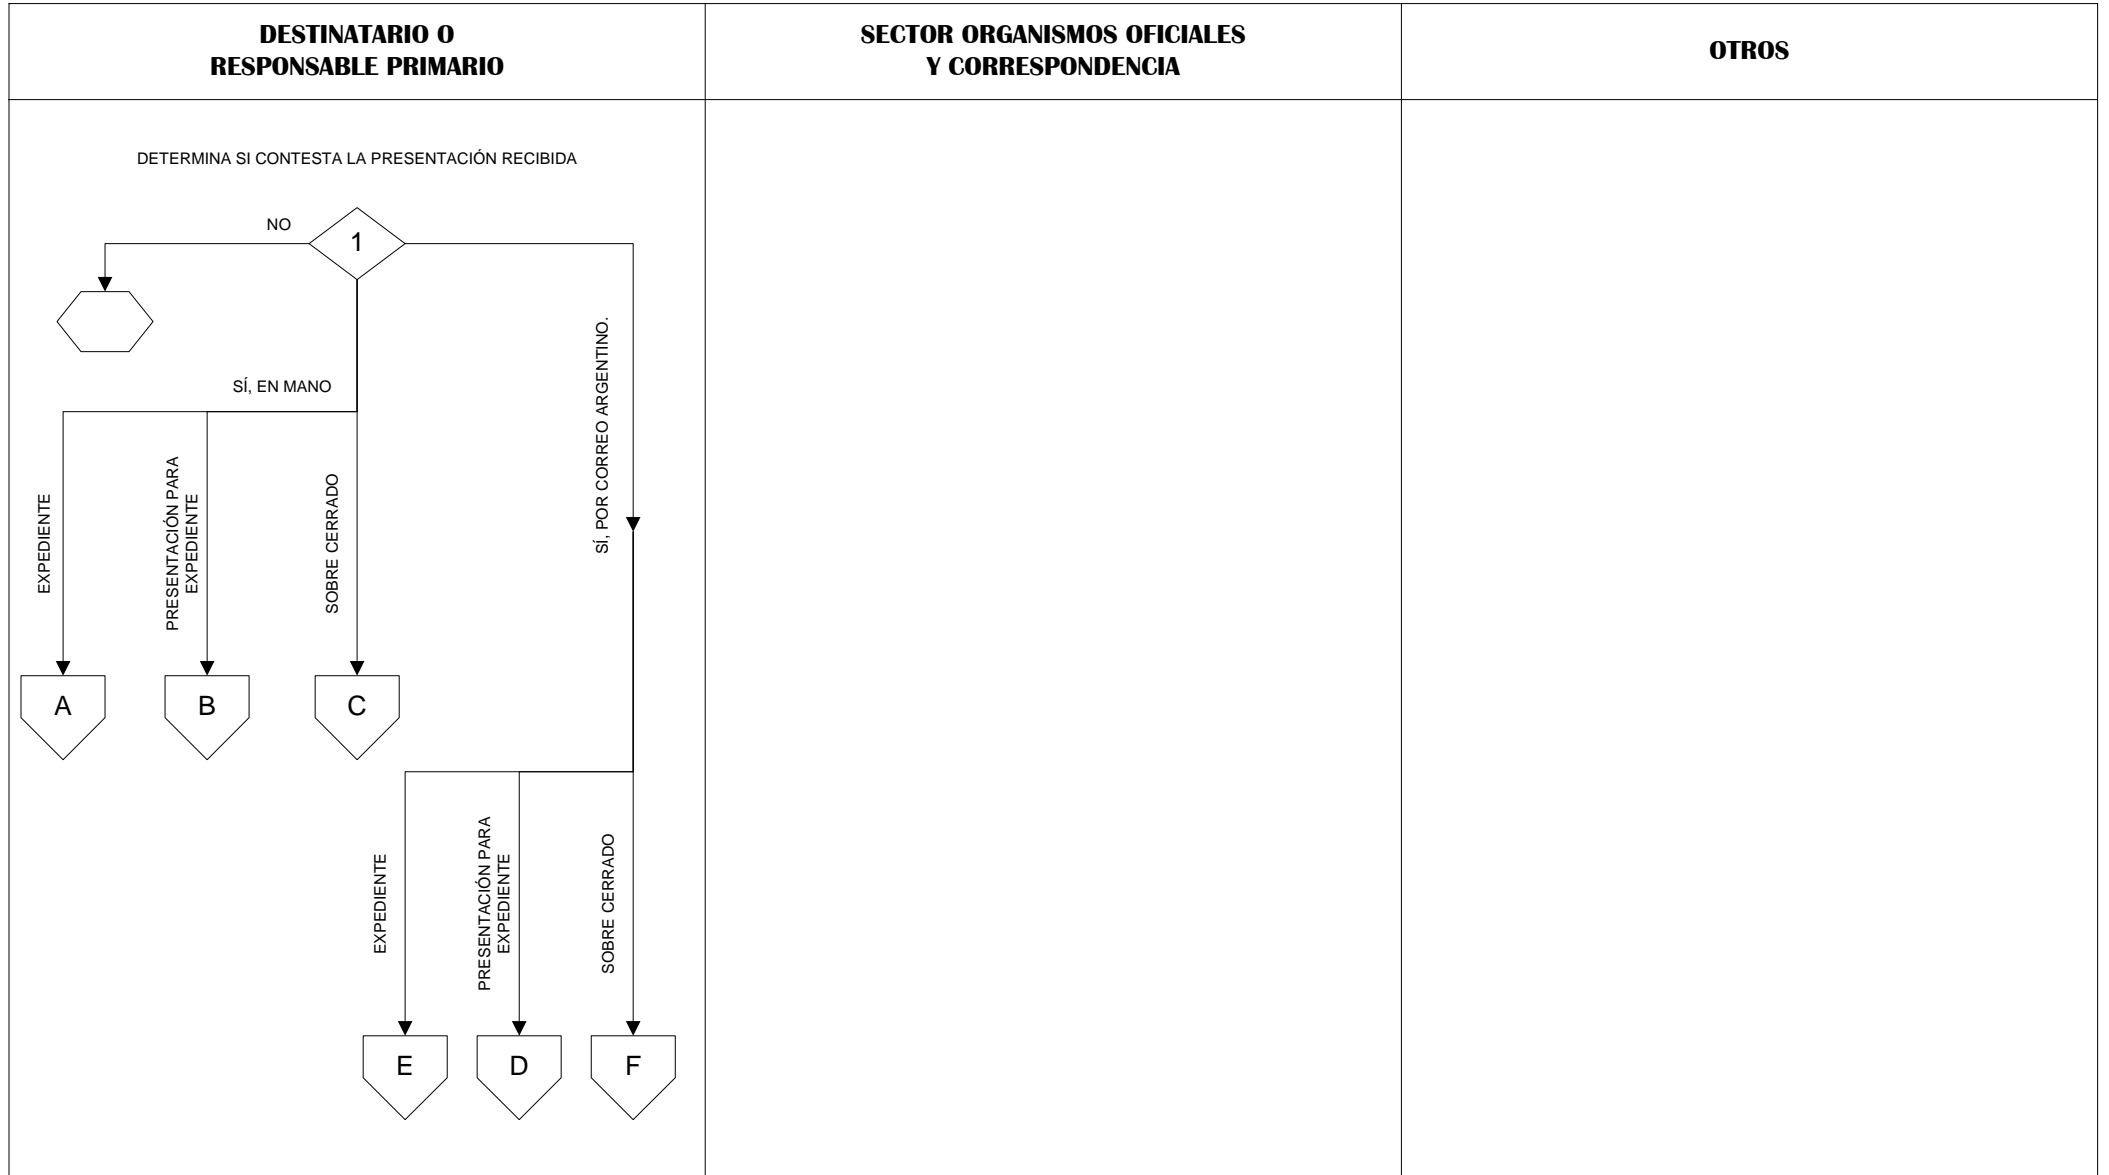 DESTINATARIO O
RESPONSABLE PRIMARIO
SECTOR ORGANISMOS OFICIALES
Y CORRESPONDENCIA
OTROS
DETERMINA SI CONTESTA LA PRESENTACIÓN RECIBIDA
NO
1
SÍ, EN MANO
SÍ, POR CORREO ARGENTINO.
EXPEDIENTE
PRESENTACIÓN PARA
EXPEDIENTE
SOBRE CERRADO
A
B
C
EXPEDIENTE
PRESENTACIÓN PARA
EXPEDIENTE
SOBRE CERRADO
E
D
F